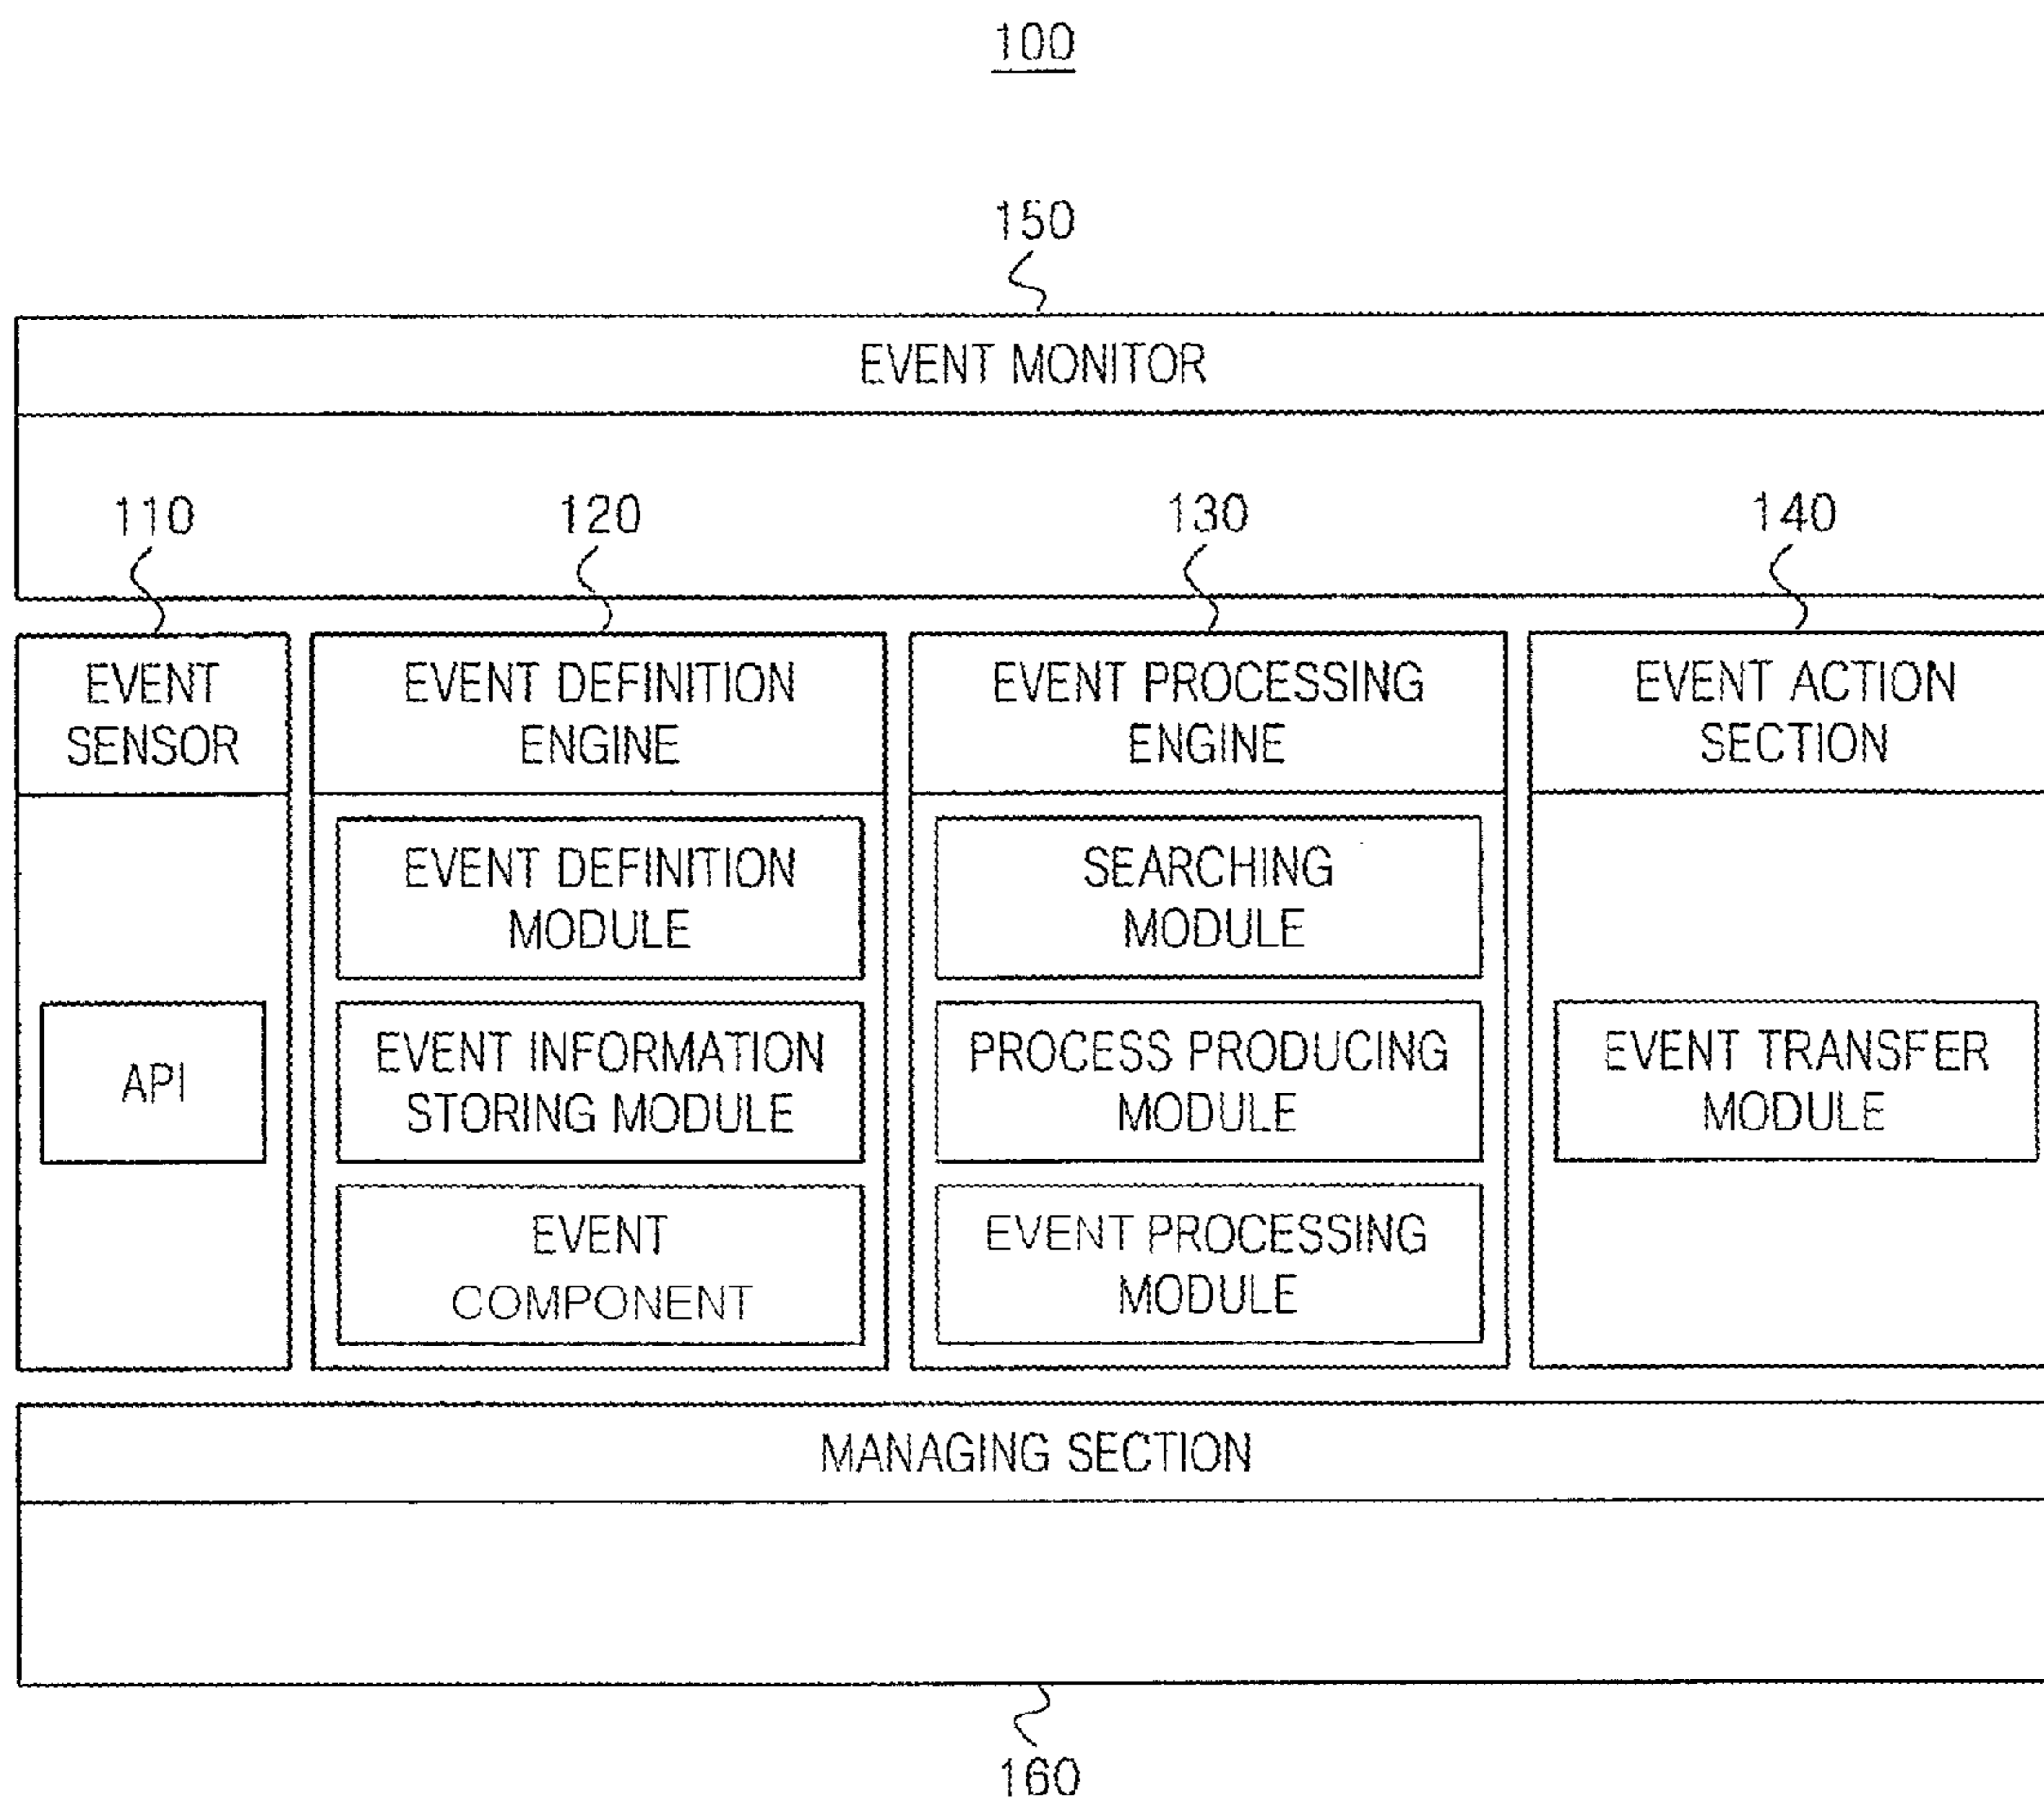 100
150
EVENT MONITOR
110
120
130
140
EVENT
SENSOR
EVENT DEFINITION
ENGINE
EVENT PROCESSING
ENGINE
EVENT ACTION
SECTION
API
EVENT DEFINITION
MODULE
EVENT INFORMATION
STORING MODULE
EVENT
COMPONENT
SEARCHING
MODULE
PROCESS PRODUCING
MODULE
EVENT PROCESSING
MODULE
EVENT TRANSFER
MODULE
MANAGING SECTION
160